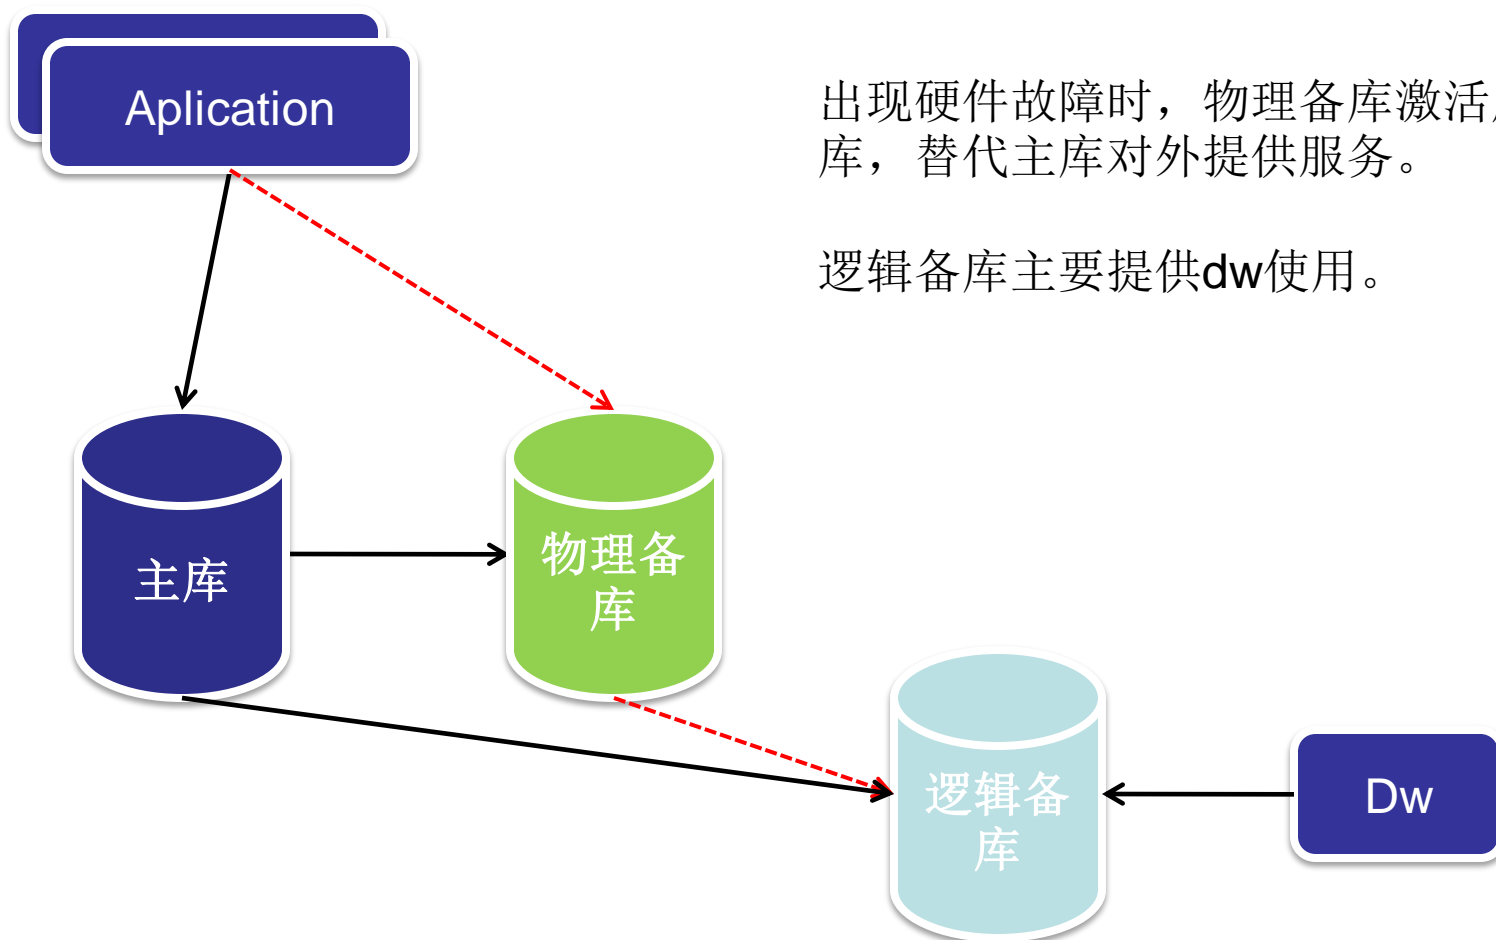 Aplication
出现硬件故障时，物理备库激活
库，替代主库对外提供服务。
逻辑备库主要提供dw使用。
主库
物理备
库
逻辑备
库
Dw